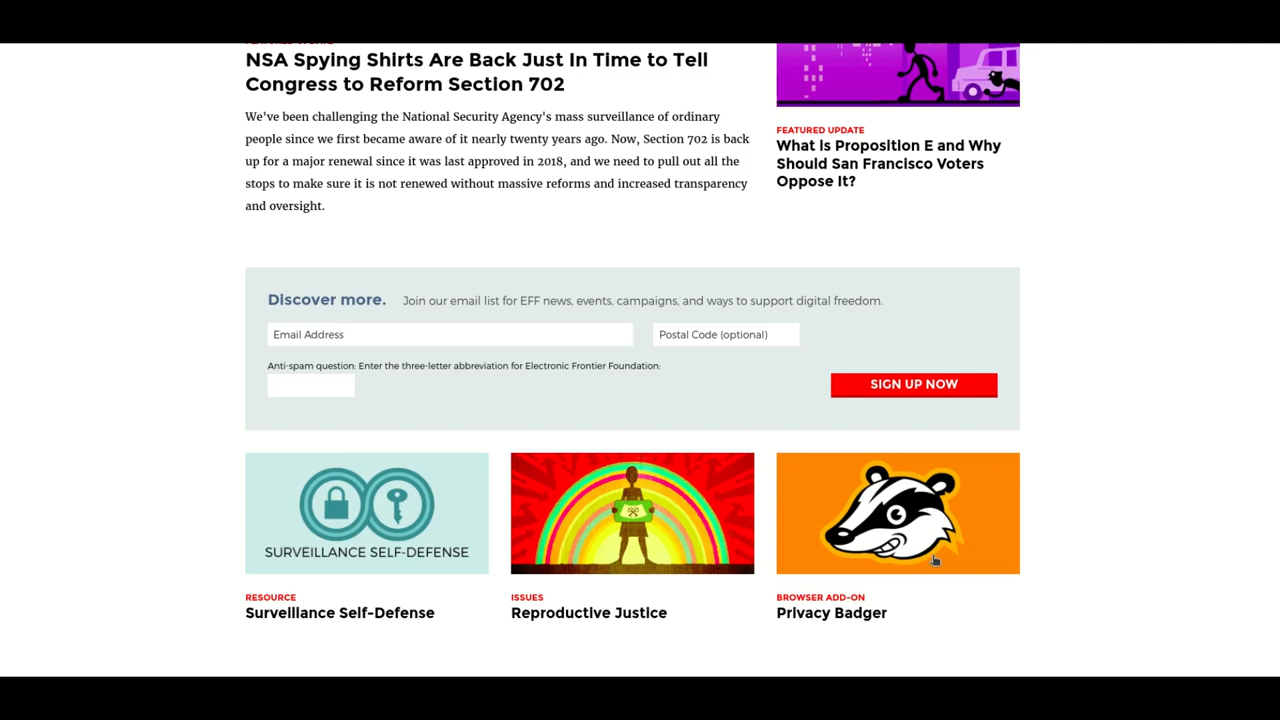 NSA Spying Shirts Are Back Just In Time to Tell
Congress to Reform Section 702
We've been challenging the National Security Agency's mass surveillance of ordinary
people since we first became aware of it nearly twenty years ago. Now, Section 702 is back
up for a major renewal since it was last approved in 2018, and we need to pull out all the
stops to make sure it is not renewed without massive reforms and increased transparency
and oversight.
FEATURED UPDATE
What is Proposition E and Why
Should San Francisco Voters
Oppose It?
Discover more. Join our email list for EFF news, events, campaigns, and ways to support digital freedom.
Email Address
Postal Code (optional)
Anti-spam question: Enter the three-letter abbreviation for Electronic Frontier Foundation:
SIGN UP NOW
SURVEILLANCE SELF-DEFENSE
RESOURCE
Surveillance Self-Defense
ISSUES
Reproductive Justice
BROWSER ADD-ON
Privacy Badger